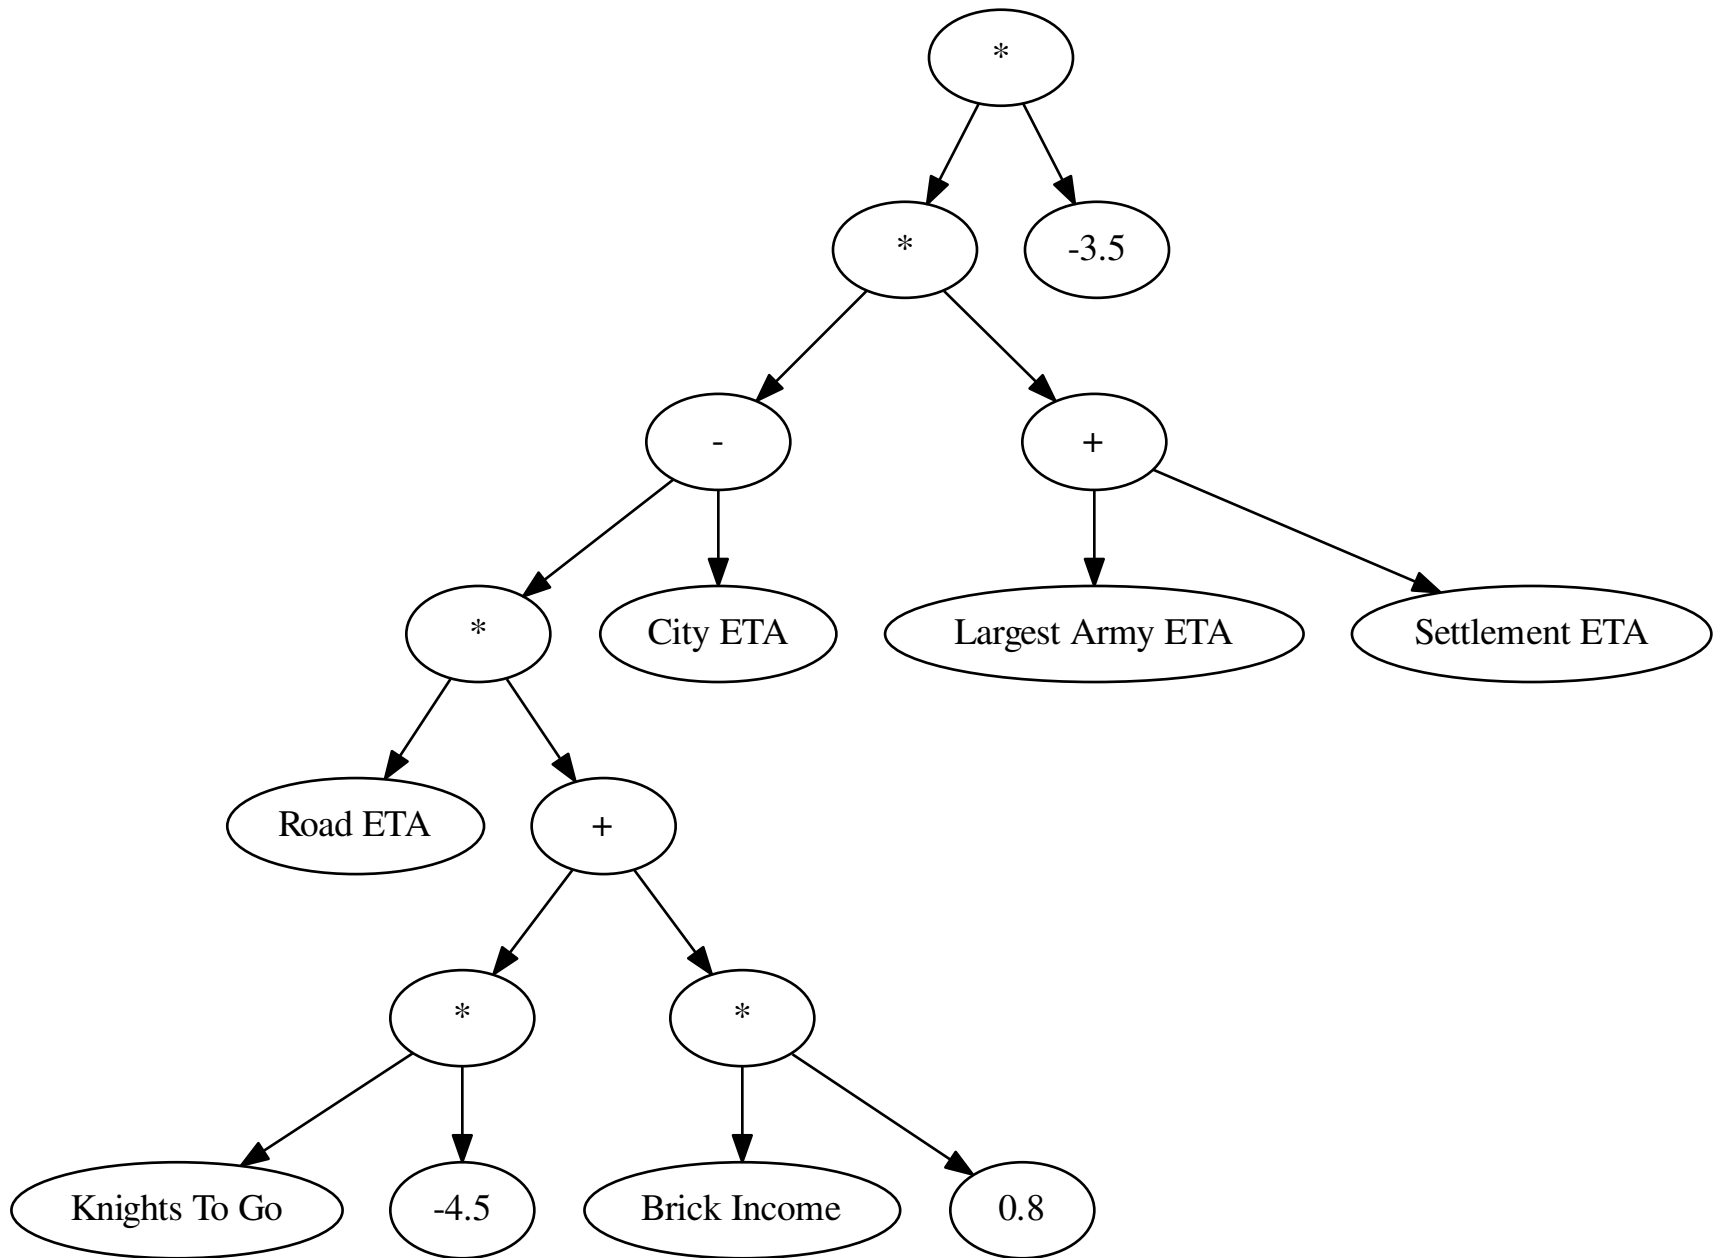 *
*
-3.5
-
+
*
City ETA
Largest Army ETA
Settlement ETA
Road ETA
+
*
*
Knights To Go
-4.5
Brick Income
0.8